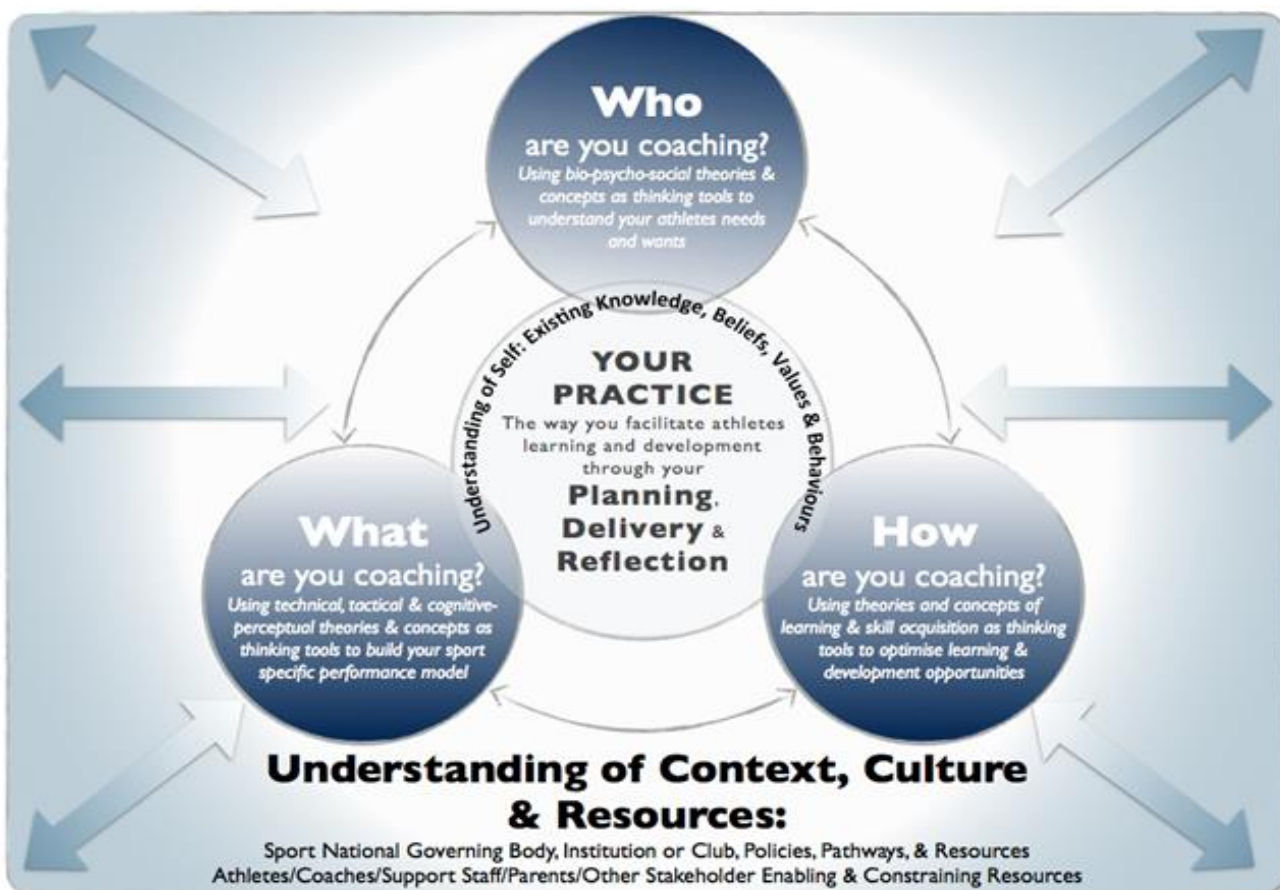 Who
are you coaching?
Using bio-psycho-social theories &
concepts as thinking tools to
understand your athletes needs
and wants
Understanding of Self: Existing Knowledge, Beliefs, Values & Behaviours
YOUR
PRACTICE
The way you facilitate athletes
learning and development
through your
Planning,
Delivery &
Reflection
What
are you coaching?
Using technical, tactical & cognitive-
perceptual theories & concepts as
thinking tools to build your sport
specific performance model
How
are you coaching?
Using theories and concepts of
learning & skill acquisition as thinking
tools to optimise learning &
development opportunities
Understanding of Context, Culture
& Resources:
Sport National Governing Body, Institution or Club, Policies, Pathways, & Resources
Athletes/Coaches/Support Staff/Parents/Other Stakeholder Enabling & Constraining Resources